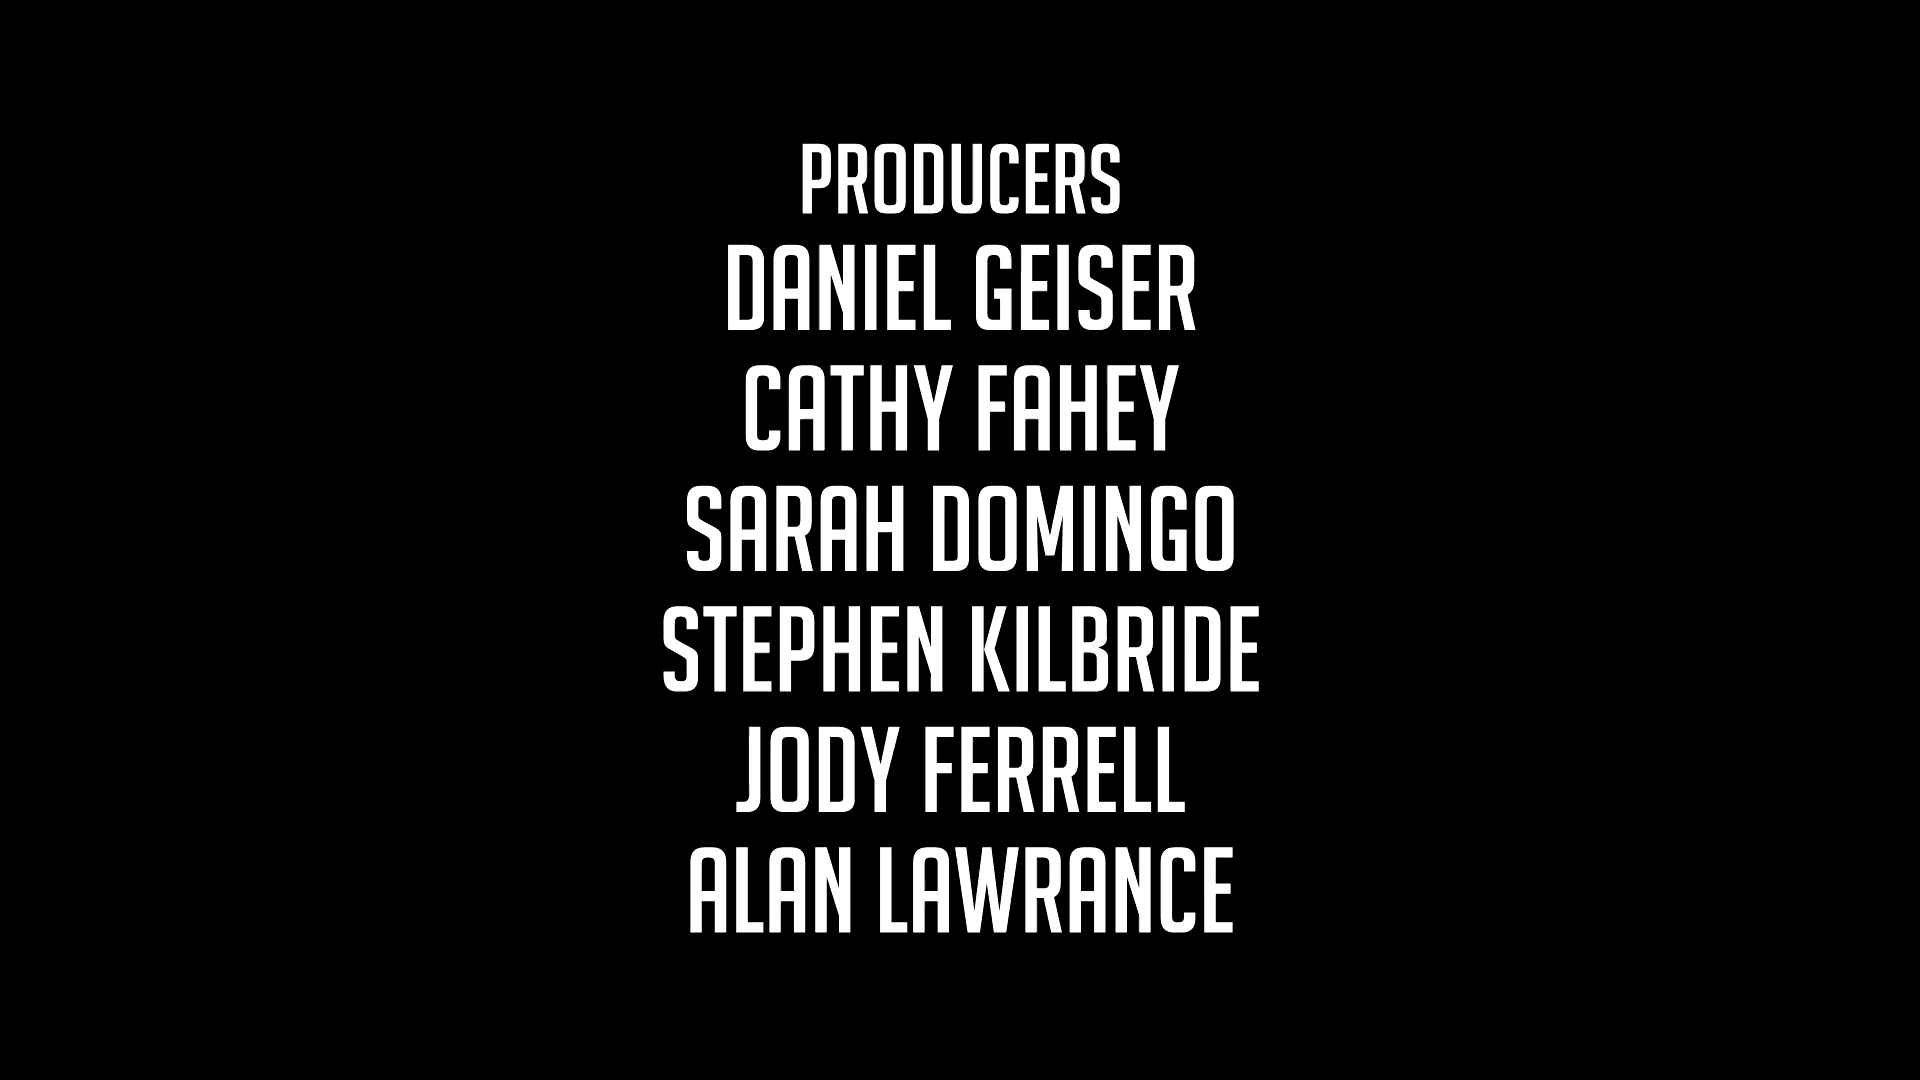 PRODUCERS
DANIEL GEISER
CATHY FAHEY
SARAH DOMINGO
STEPHEN KILBRIDE
JODY FERRELL
ALAN LAWRANCE